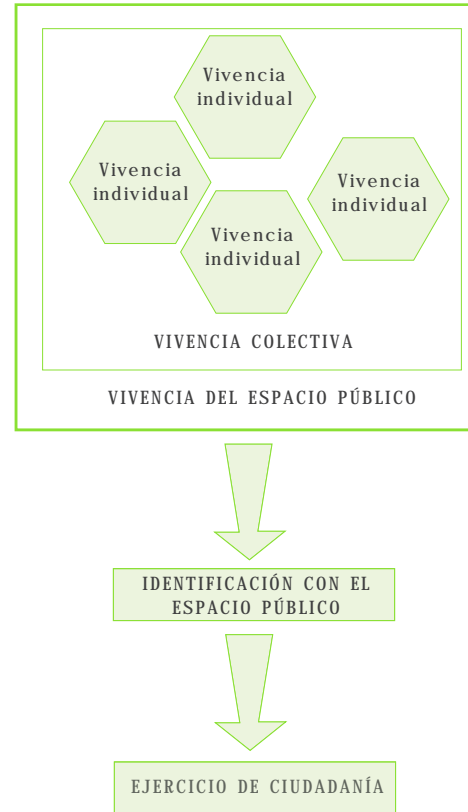 Vivencia
individual
Vivencia
individual
Vivencia
individual
Vivencia
individual
VIVENCIA COLECTIVA
VIVENCIA DEL ESPACIO PÚBLICO
IDENTIFICACIÓN CON EL
ESPACIO PÚBLICO
EJERCICIO DE CIUDADANÍA